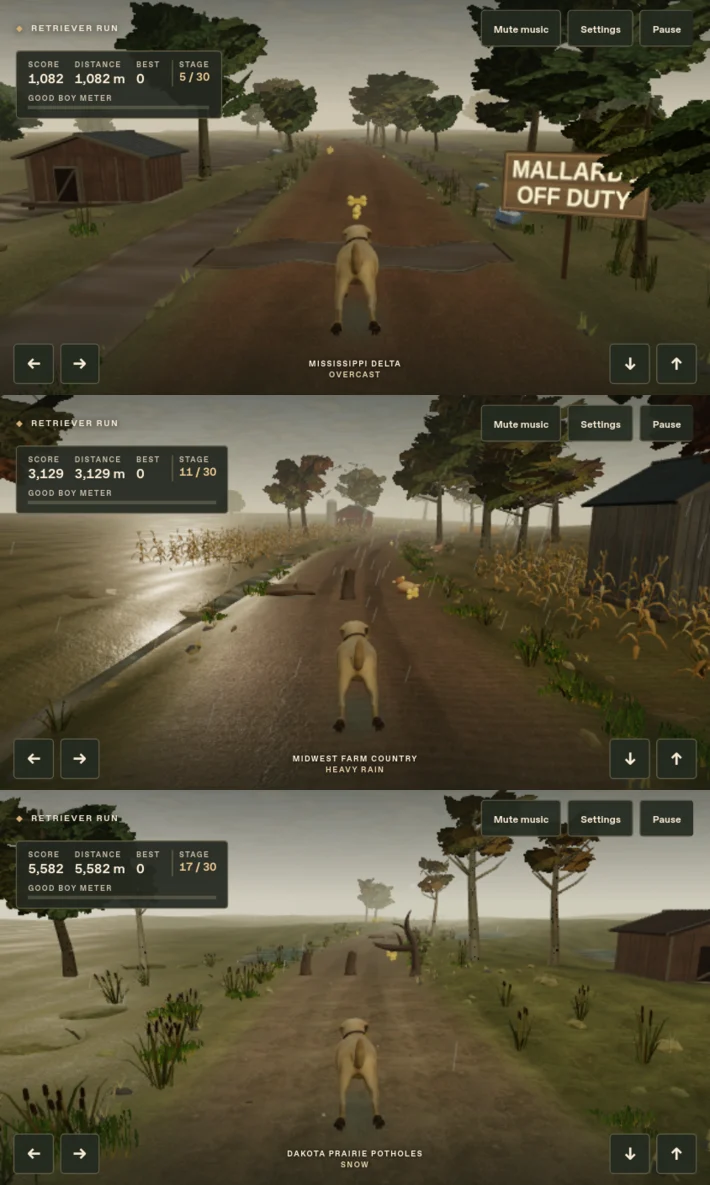 RETRIEVER RUN
Mute music Settings Pause
SCORE DISTANCE BEST STAGE
1,082 1,082 m 0 5 / 30
GOOD BOY METER
MALLARD
OFF DUTY
MISSISSIPPI DELTA
OVERCAST
RETRIEVER RUN
Mute music Settings Pause
SCORE DISTANCE BEST STAGE
3,129 3,129 m 0 11 / 30
GOOD BOY METER
MIDWEST FARM COUNTRY
HEAVY RAIN
RETRIEVER RUN
Mute music Settings Pause
SCORE DISTANCE BEST STAGE
5,582 5,582 m 0 17 / 30
GOOD BOY METER
DAKOTA PRAIRIE POTHOLES
SNOW